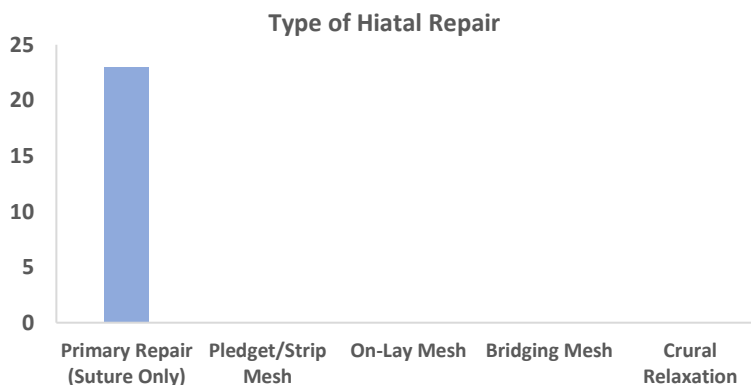 Type of Hiatal Repair
25
20
15
10
5
0
Primary Repair
(Suture Only)
Pledget/Strip
Mesh
On-Lay Mesh
Bridging Mesh
Crural
Relaxation